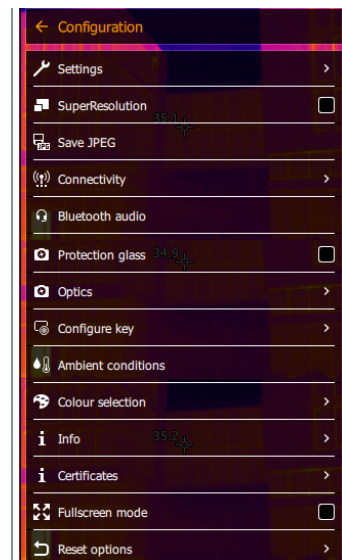 Configuration
Settings
SuperResolution
35.1
Save JPEG
Connectivity
Bluetooth audio
Protection glass 34.9
Optics
Configure key
Ambient conditions
Colour selection
Info 35.2
Certificates
Fullscreen mode
Reset options